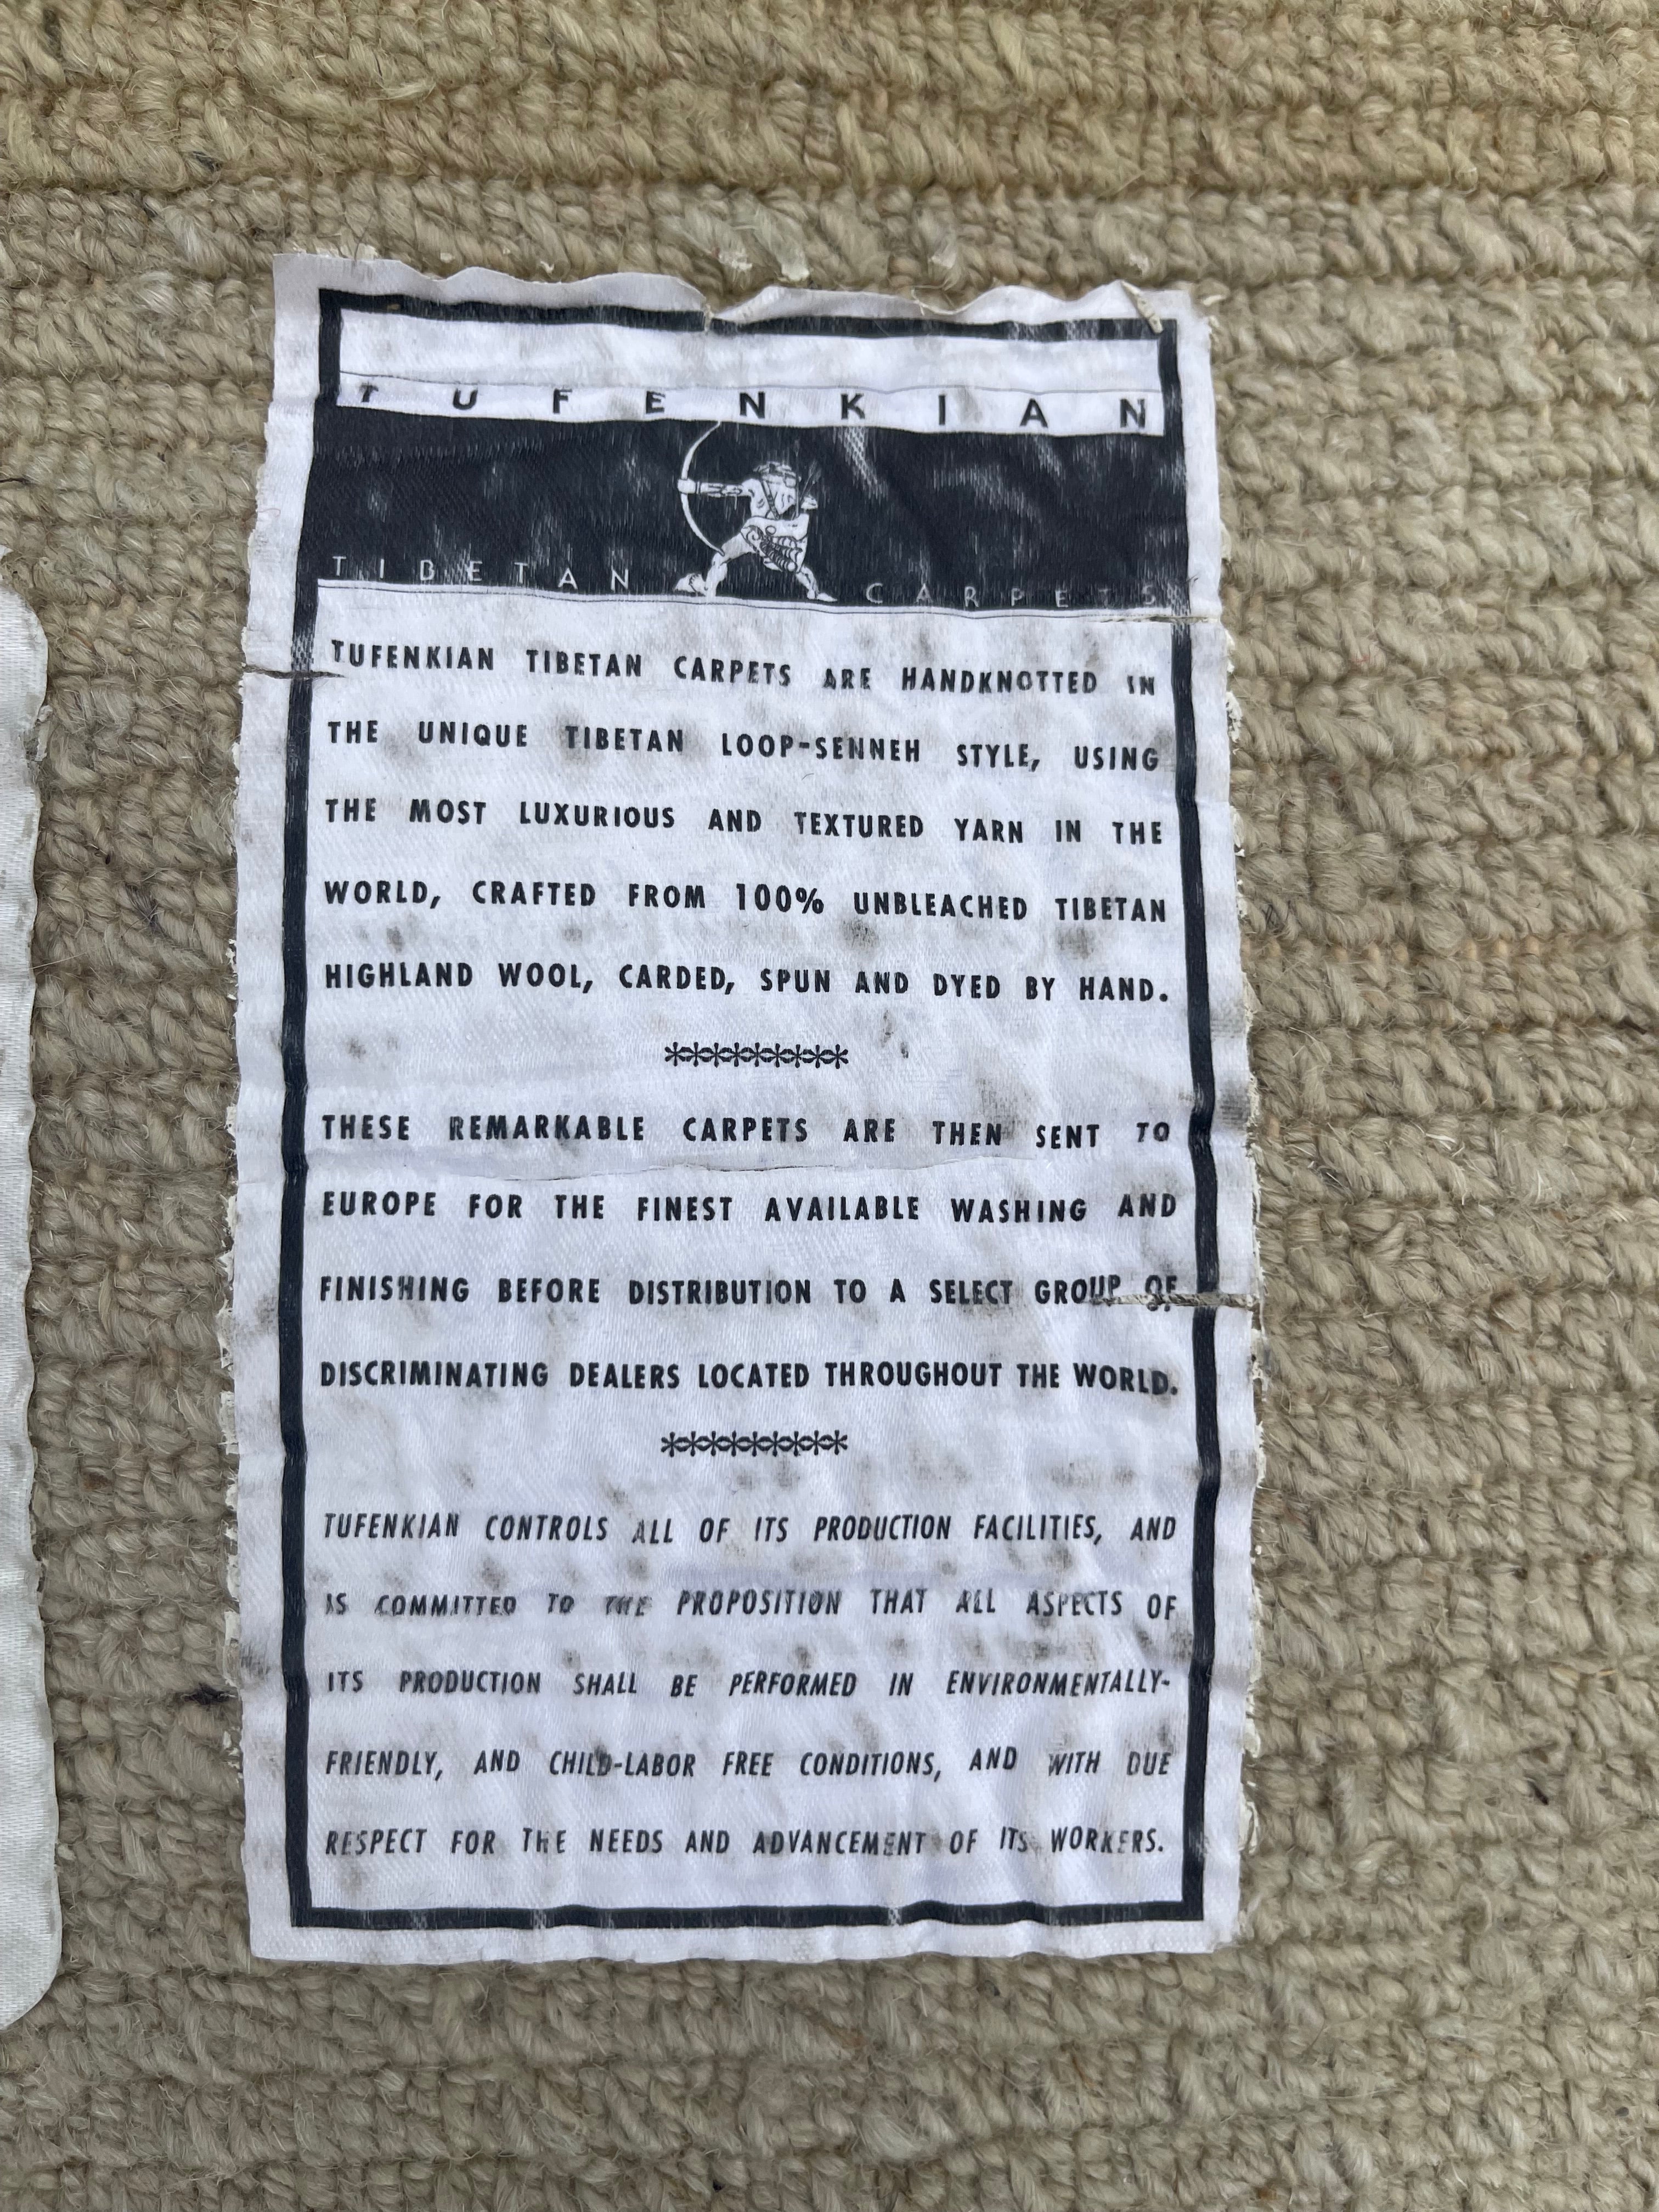 TUFENKIAN
TIBETAN CARPETS
TUFENKIAN TIBETAN CARPETS ARE HANDKNOTTED IN
THE UNIQUE TIBETAN LOOP-SENNEH STYLE, USING
THE MOST LUXURIOUS AND TEXTURED YARN IN THE
WORLD, CRAFTED FROM 100% UNBLEACHED TIBETAN
HIGHLAND WOOL, CARDED, SPUN AND DYED BY HAND.
**********
THESE REMARKABLE CARPETS ARE THEN SENT TO
EUROPE FOR THE FINEST AVAILABLE WASHING AND
FINISHING BEFORE DISTRIBUTION TO A SELECT GROUP OF
DISCRIMINATING DEALERS LOCATED THROUGHOUT THE WORLD.
**********
TUFENKIAN CONTROLS ALL OF ITS PRODUCTION FACILITIES, AND
IS COMMITTED TO THE PROPOSITION THAT ALL ASPECTS OF
ITS PRODUCTION SHALL BE PERFORMED IN ENVIRONMENTALLY-
FRIENDLY, AND CHILD-LABOR FREE CONDITIONS, AND WITH DUE
RESPECT FOR THE NEEDS AND ADVANCEMENT OF ITS WORKERS.